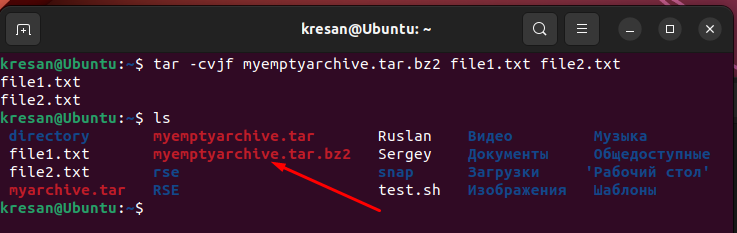 kresan@Ubuntu: ~
kresan@Ubuntu:~$ tar -cvjf myemptyarchive.tar.bz2 file1.txt file2.txt
file1.txt
file2.txt
kresan@Ubuntu:~$ ls
directory myemptyarchive.tar Ruslan Видео Музыка
file1.txt myemptyarchive.tar.bz2 Sergey Документы Общедоступные
file2.txt rse snap Загрузки 'Рабочий стол'
myarchive.tar RSE test.sh Изображения Шаблоны
kresan@Ubuntu:~$